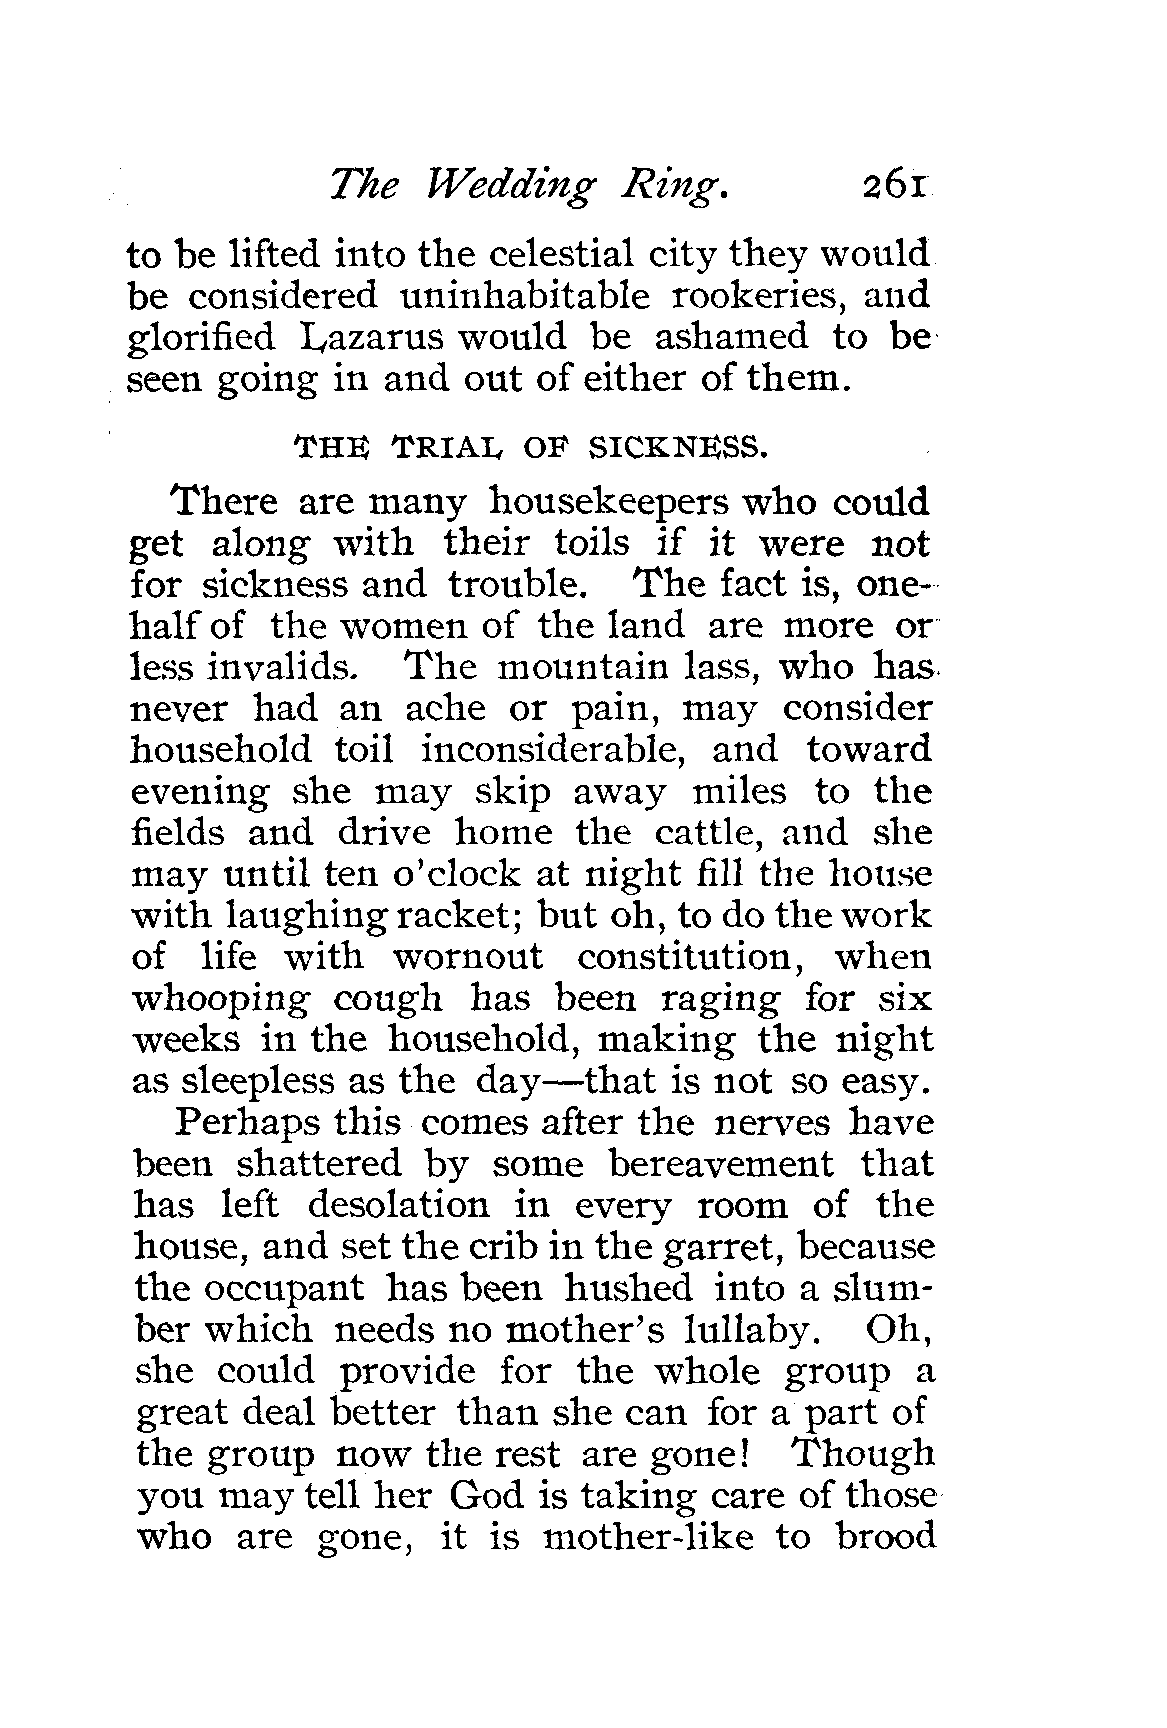 The Wedding Ring. 261
to be lifted into the celestial city they would
be considered uninhabitable rookeries, and
glorified Lazarus would be ashamed to be
seen going in and out of either of them.
THE TRIAL OF SICKNESS.
There are many housekeepers who could
get along with their toils if it were not
for sickness and trouble. The fact is, one-
half of the women of the land are more or
less invalids. The mountain lass, who has
never had an ache or pain, may consider
household toil inconsiderable, and toward
evening she may skip away miles to the
fields and drive home the cattle, and she
may until ten o'clock at night fill the house
with laughing racket; but oh, to do the work
of life with wornout constitution, when
whooping cough has been raging for six
weeks in the household, making the night
as sleepless as the day—that is not so easy.
Perhaps this comes after the nerves have
been shattered by some bereavement that
has left desolation in every room of the
house, and set the crib in the garret, because
the occupant has been hushed into a slum-
ber which needs no mother's lullaby. Oh,
she could provide for the whole group a
great deal better than she can for a part of
the group now the rest are gone! Though
you may tell her God is taking care of those
who are gone, it is mother-like to brood